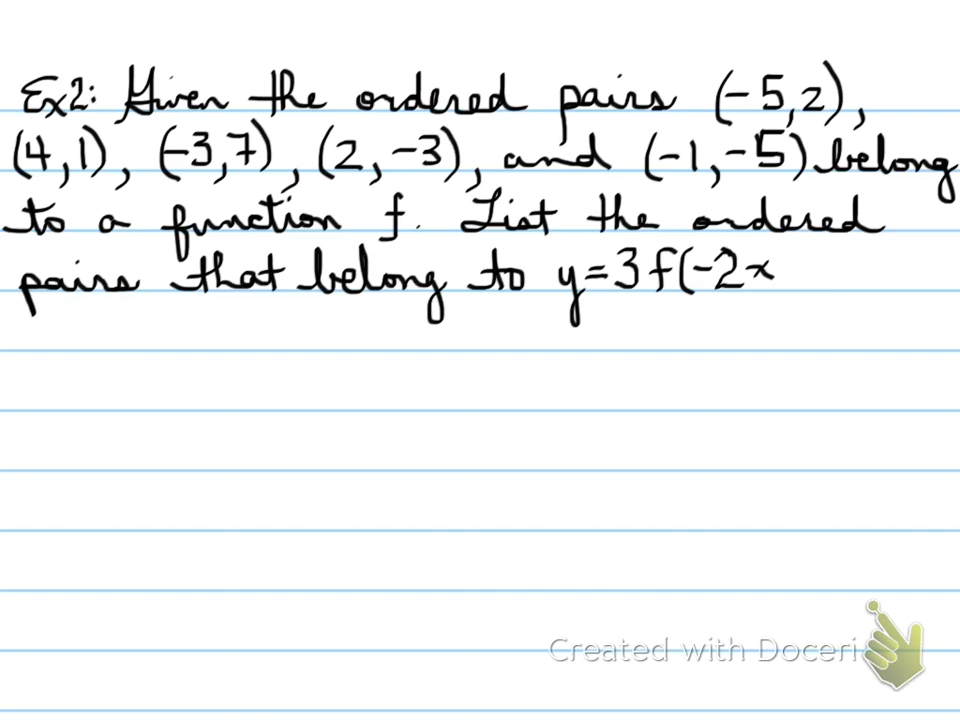 Ex2: Given the ordered pairs (-5,2),
(4,1), (-3,7), (2,-3), and (-1,-5) belong
to a function f. List the ordered
pairs that belong to y=3f(-2x
Created with Doceri